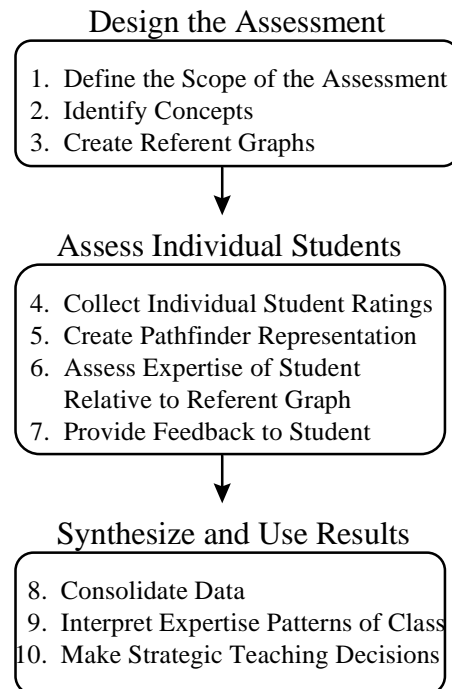 Design the Assessment
1. Define the Scope of the Assessment
2. Identify Concepts
3. Create Referent Graphs
Assess Individual Students
4. Collect Individual Student Ratings
5. Create Pathfinder Representation
6. Assess Expertise of Student
Relative to Referent Graph
7. Provide Feedback to Student
Synthesize and Use Results
8. Consolidate Data
9. Interpret Expertise Patterns of Class
10. Make Strategic Teaching Decisions